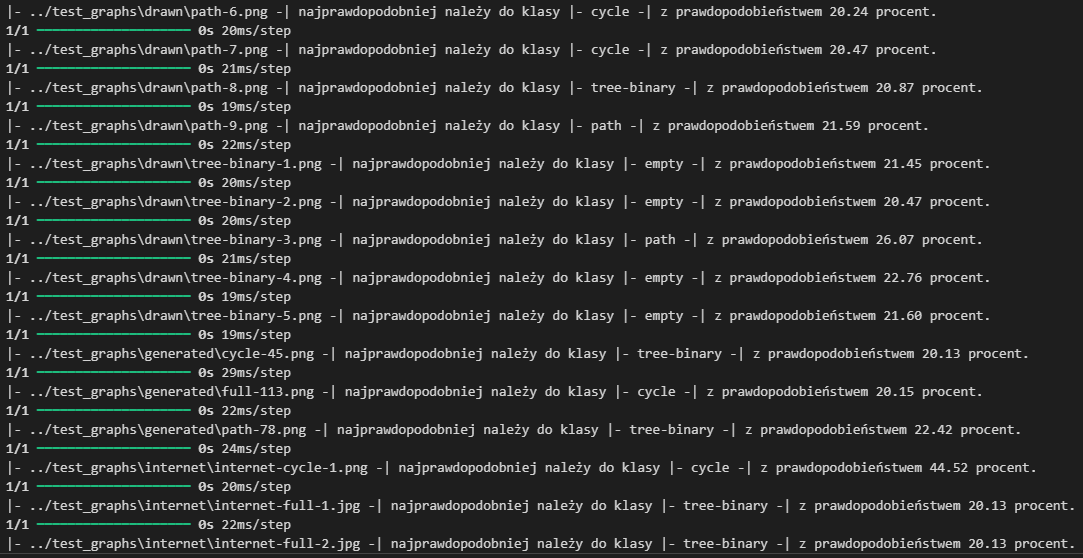 |- ../test_graphs\drawn\path-6.png -| najprawdopodobniej należy do klasy |- cycle -| z prawdopodobieństwem 20.24 procent.
1/1 ━━━━━━━━━━━━━━━━━━━━ 0s 20ms/step
|- ../test_graphs\drawn\path-7.png -| najprawdopodobniej należy do klasy |- cycle -| z prawdopodobieństwem 20.47 procent.
1/1 ━━━━━━━━━━━━━━━━━━━━ 0s 21ms/step
|- ../test_graphs\drawn\path-8.png -| najprawdopodobniej należy do klasy |- tree-binary -| z prawdopodobieństwem 20.87 procent.
1/1 ━━━━━━━━━━━━━━━━━━━━ 0s 19ms/step
|- ../test_graphs\drawn\path-9.png -| najprawdopodobniej należy do klasy |- path -| z prawdopodobieństwem 21.59 procent.
1/1 ━━━━━━━━━━━━━━━━━━━━ 0s 22ms/step
|- ../test_graphs\drawn\tree-binary-1.png -| najprawdopodobniej należy do klasy |- empty -| z prawdopodobieństwem 21.45 procent.
1/1 ━━━━━━━━━━━━━━━━━━━━ 0s 20ms/step
|- ../test_graphs\drawn\tree-binary-2.png -| najprawdopodobniej należy do klasy |- empty -| z prawdopodobieństwem 20.47 procent.
1/1 ━━━━━━━━━━━━━━━━━━━━ 0s 20ms/step
|- ../test_graphs\drawn\tree-binary-3.png -| najprawdopodobniej należy do klasy |- path -| z prawdopodobieństwem 26.07 procent.
1/1 ━━━━━━━━━━━━━━━━━━━━ 0s 21ms/step
|- ../test_graphs\drawn\tree-binary-4.png -| najprawdopodobniej należy do klasy |- empty -| z prawdopodobieństwem 22.76 procent.
1/1 ━━━━━━━━━━━━━━━━━━━━ 0s 19ms/step
|- ../test_graphs\drawn\tree-binary-5.png -| najprawdopodobniej należy do klasy |- empty -| z prawdopodobieństwem 21.60 procent.
1/1 ━━━━━━━━━━━━━━━━━━━━ 0s 19ms/step
|- ../test_graphs\generated\cycle-45.png -| najprawdopodobniej należy do klasy |- tree-binary -| z prawdopodobieństwem 20.13 procent.
1/1 ━━━━━━━━━━━━━━━━━━━━ 0s 29ms/step
|- ../test_graphs\generated\full-113.png -| najprawdopodobniej należy do klasy |- cycle -| z prawdopodobieństwem 20.15 procent.
1/1 ━━━━━━━━━━━━━━━━━━━━ 0s 22ms/step
|- ../test_graphs\generated\path-78.png -| najprawdopodobniej należy do klasy |- tree-binary -| z prawdopodobieństwem 22.42 procent.
1/1 ━━━━━━━━━━━━━━━━━━━━ 0s 24ms/step
|- ../test_graphs\internet\internet-cycle-1.png -| najprawdopodobniej należy do klasy |- cycle -| z prawdopodobieństwem 44.52 procent.
1/1 ━━━━━━━━━━━━━━━━━━━━ 0s 20ms/step
|- ../test_graphs\internet\internet-full-1.jpg -| najprawdopodobniej należy do klasy |- tree-binary -| z prawdopodobieństwem 20.13 procent.
1/1 ━━━━━━━━━━━━━━━━━━━━ 0s 22ms/step
|- ../test_graphs\internet\internet-full-2.jpg -| najprawdopodobniej należy do klasy |- tree-binary -| z prawdopodobieństwem 20.13 procent.